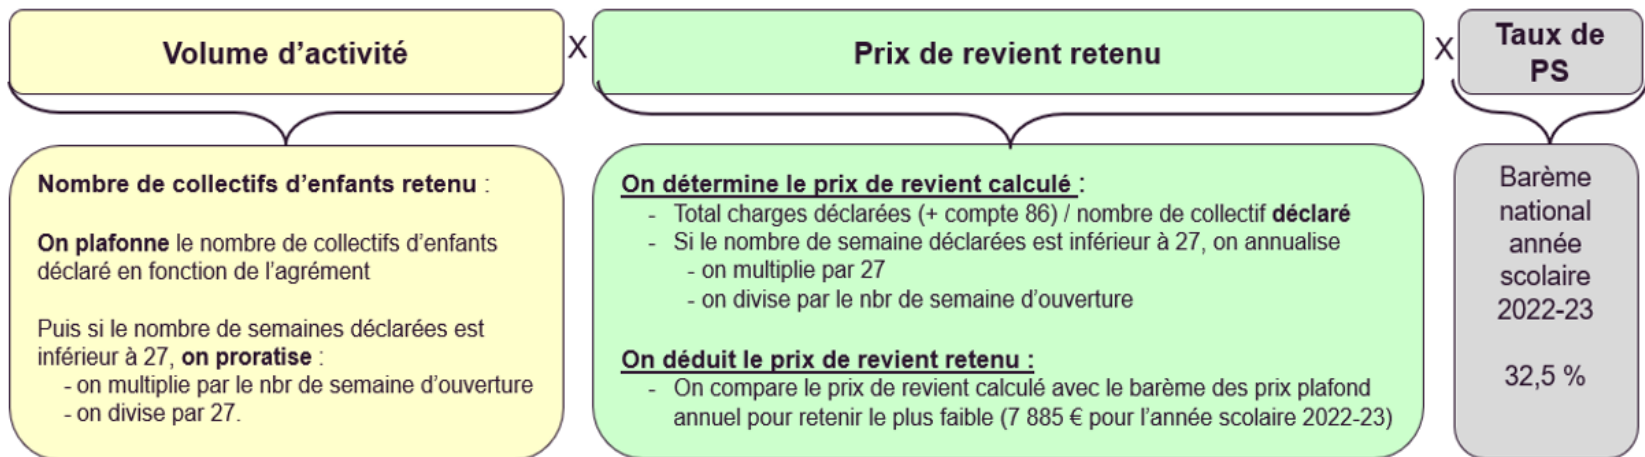 Volume d'activité
X
Prix de revient retenu
X
Taux de
PS
Nombre de collectifs d'enfants retenu :
On plafonne le nombre de collectifs d'enfants
déclaré en fonction de l'agrément
Puis si le nombre de semaines déclarées est
inférieur à 27, on proratise :
- on multiplie par le nbr de semaine d'ouverture
- on divise par 27.
On détermine le prix de revient calculé :
- Total charges déclarées (+ compte 86) / nombre de collectif déclaré
- Si le nombre de semaine déclarées est inférieur à 27, on annualise
- on multiplie par 27
- on divise par le nbr de semaine d'ouverture
On déduit le prix de revient retenu :
- On compare le prix de revient calculé avec le barème des prix plafond
annuel pour retenir le plus faible (7 885 € pour l'année scolaire 2022-23)
Barème
national
année
scolaire
2022-23
32,5 %